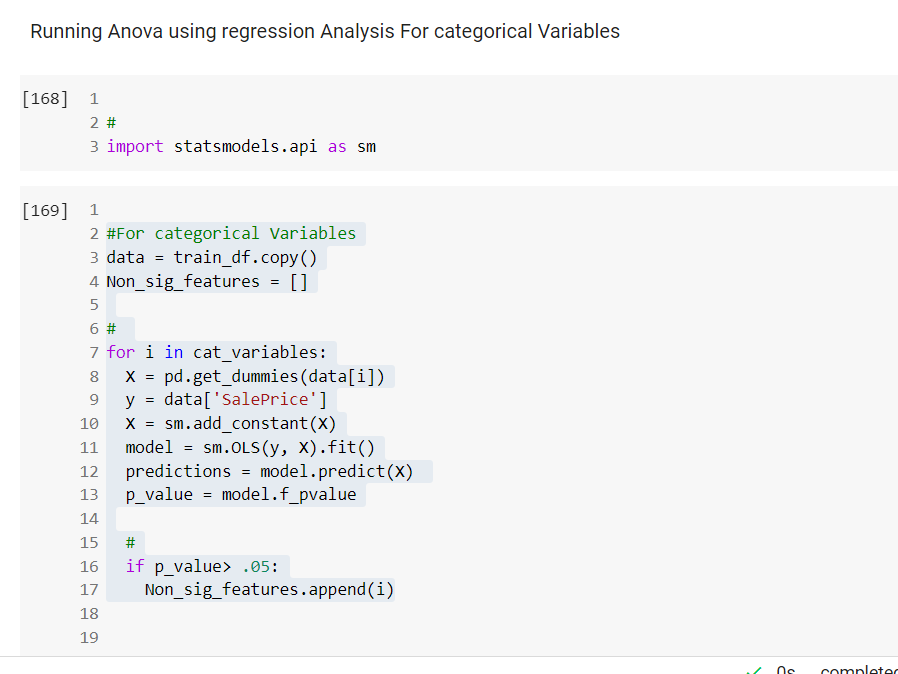 Running Anova using regression Analysis For categorical Variables
[168] 1
2 #
3 import statsmodels.api as sm
[169] 1
2 #For categorical Variables
3 data = train_df.copy()
4 Non_sig_features = []
5
6 #
7 for i in cat_variables:
8 X = pd.get_dummies(data[i])
9 y = data['SalePrice']
10 X = sm.add_constant(X)
11 model = sm.OLS(y, X).fit()
12 predictions = model.predict(X)
13 p_value = model.f_pvalue
14
15 #
16 if p_value> .05:
17 Non_sig_features.append(i)
18
19
✓ 0s completed